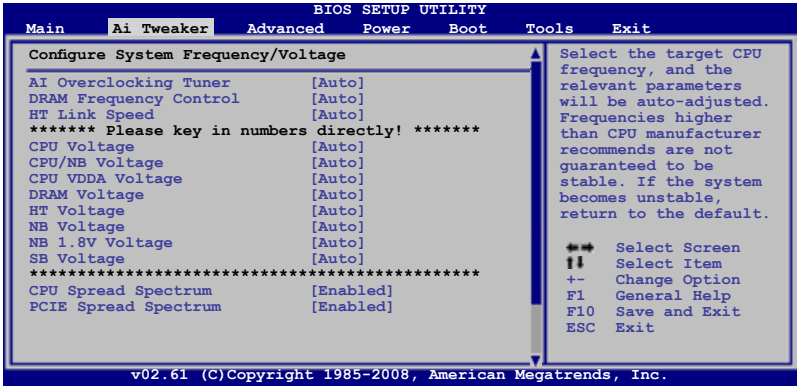 BIOS SETUP UTILITY
Main Ai Tweaker Advanced Power Boot Tools Exit
Configure System Frequency/Voltage
AI Overclocking Tuner [Auto]
DRAM Frequency Control [Auto]
HT Link Speed [Auto]
******* Please key in numbers directly! *******
CPU Voltage [Auto]
CPU/NB Voltage [Auto]
CPU VDDA Voltage [Auto]
DRAM Voltage [Auto]
HT Voltage [Auto]
NB Voltage [Auto]
NB 1.8V Voltage [Auto]
SB Voltage [Auto]
***********************************************
CPU Spread Spectrum [Enabled]
PCIE Spread Spectrum [Enabled]
Select the target CPU
frequency, and the
relevant parameters
will be auto-adjusted.
Frequencies higher
than CPU manufacturer
recommends are not
guaranteed to be
stable. If the system
becomes unstable,
return to the default.
Select Screen
Select Item
+- Change Option
F1 General Help
F10 Save and Exit
ESC Exit
v02.61 (C)Copyright 1985-2008, American Megatrends, Inc.